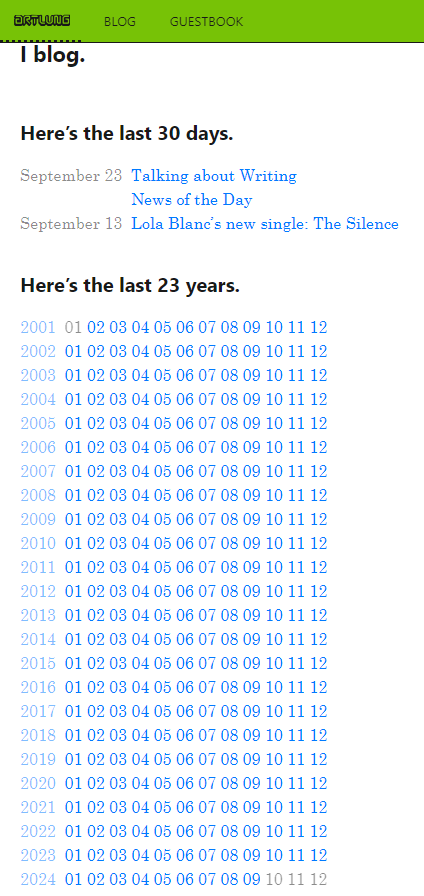 ARTLUNG BLOG GUESTBOOK
I blog.
Here’s the last 30 days.
September 23 Talking about Writing
News of the Day
September 13 Lola Blanc’s new single: The Silence
Here’s the last 23 years.
2001 01 02 03 04 05 06 07 08 09 10 11 12
2002 01 02 03 04 05 06 07 08 09 10 11 12
2003 01 02 03 04 05 06 07 08 09 10 11 12
2004 01 02 03 04 05 06 07 08 09 10 11 12
2005 01 02 03 04 05 06 07 08 09 10 11 12
2006 01 02 03 04 05 06 07 08 09 10 11 12
2007 01 02 03 04 05 06 07 08 09 10 11 12
2008 01 02 03 04 05 06 07 08 09 10 11 12
2009 01 02 03 04 05 06 07 08 09 10 11 12
2010 01 02 03 04 05 06 07 08 09 10 11 12
2011 01 02 03 04 05 06 07 08 09 10 11 12
2012 01 02 03 04 05 06 07 08 09 10 11 12
2013 01 02 03 04 05 06 07 08 09 10 11 12
2014 01 02 03 04 05 06 07 08 09 10 11 12
2015 01 02 03 04 05 06 07 08 09 10 11 12
2016 01 02 03 04 05 06 07 08 09 10 11 12
2017 01 02 03 04 05 06 07 08 09 10 11 12
2018 01 02 03 04 05 06 07 08 09 10 11 12
2019 01 02 03 04 05 06 07 08 09 10 11 12
2020 01 02 03 04 05 06 07 08 09 10 11 12
2021 01 02 03 04 05 06 07 08 09 10 11 12
2022 01 02 03 04 05 06 07 08 09 10 11 12
2023 01 02 03 04 05 06 07 08 09 10 11 12
2024 01 02 03 04 05 06 07 08 09 10 11 12